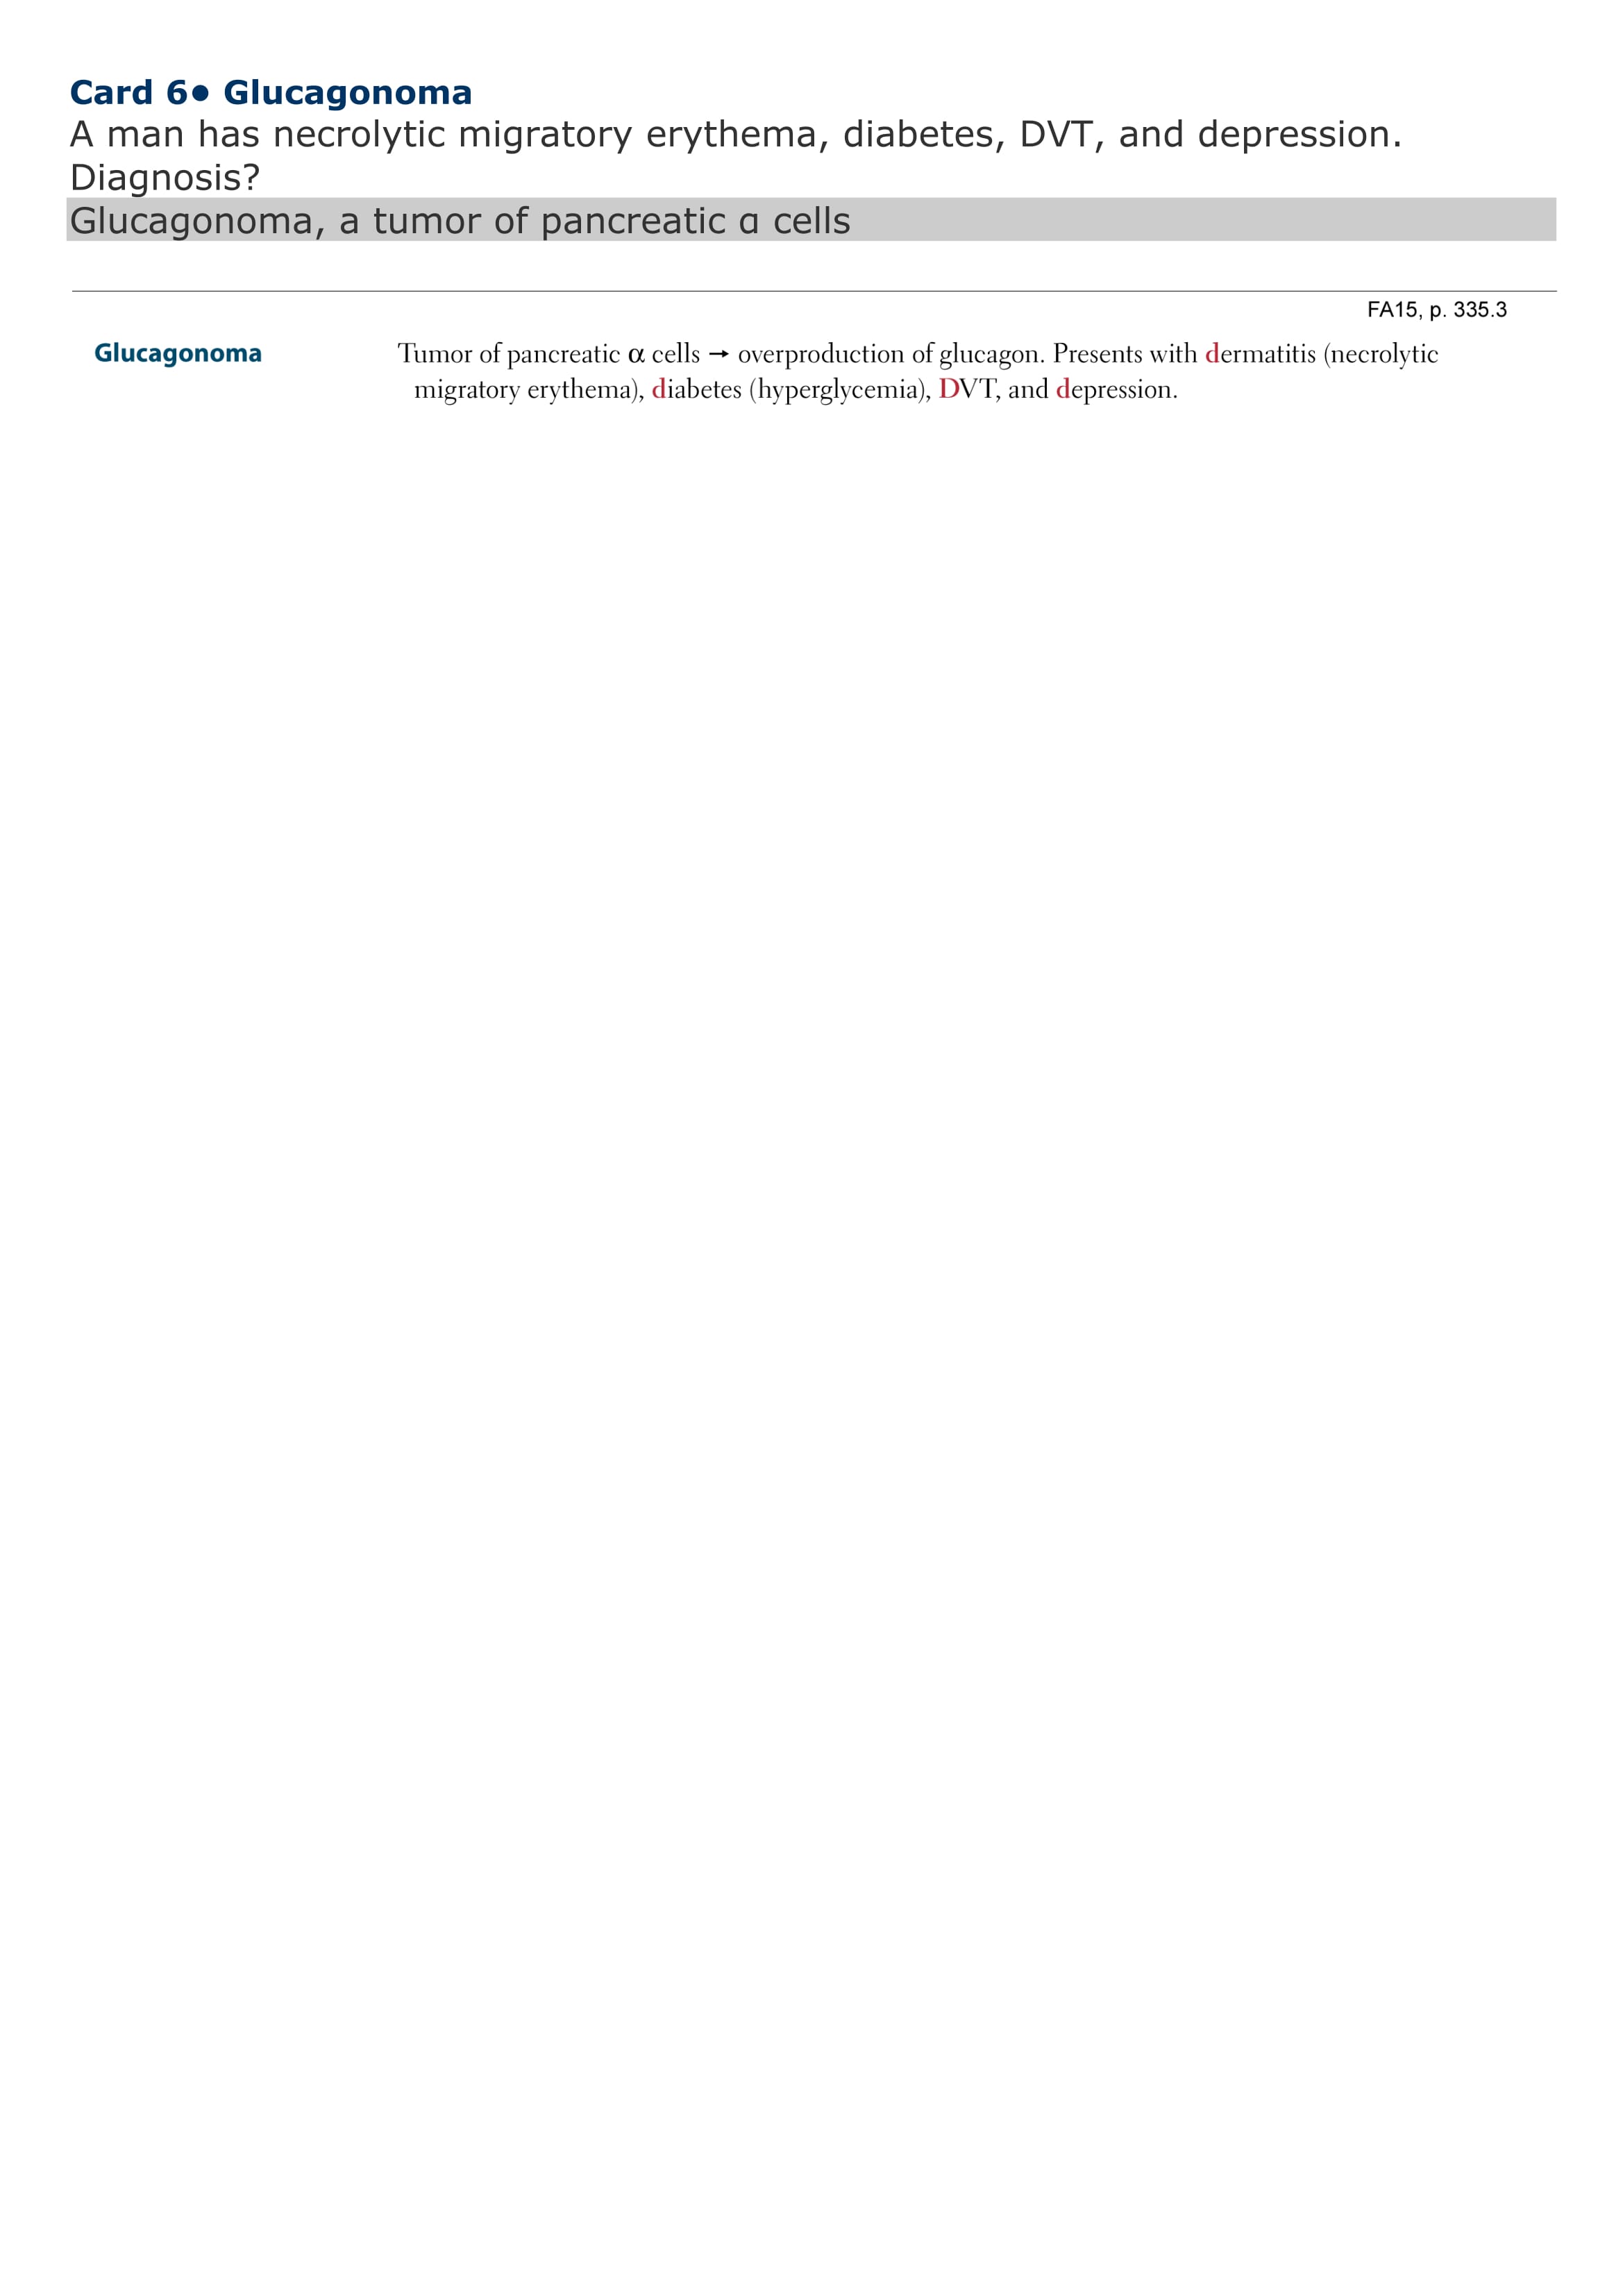 Card 6● Glucagonoma
A man has necrolytic migratory erythema, diabetes, DVT, and depression.
Diagnosis?
Glucagonoma, a tumor of pancreatic α cells
FA15, p. 335.3
Glucagonoma Tumor of pancreatic α cells → overproduction of glucagon. Presents with dermatitis (necrolytic
migratory erythema), diabetes (hyperglycemia), DVT, and depression.